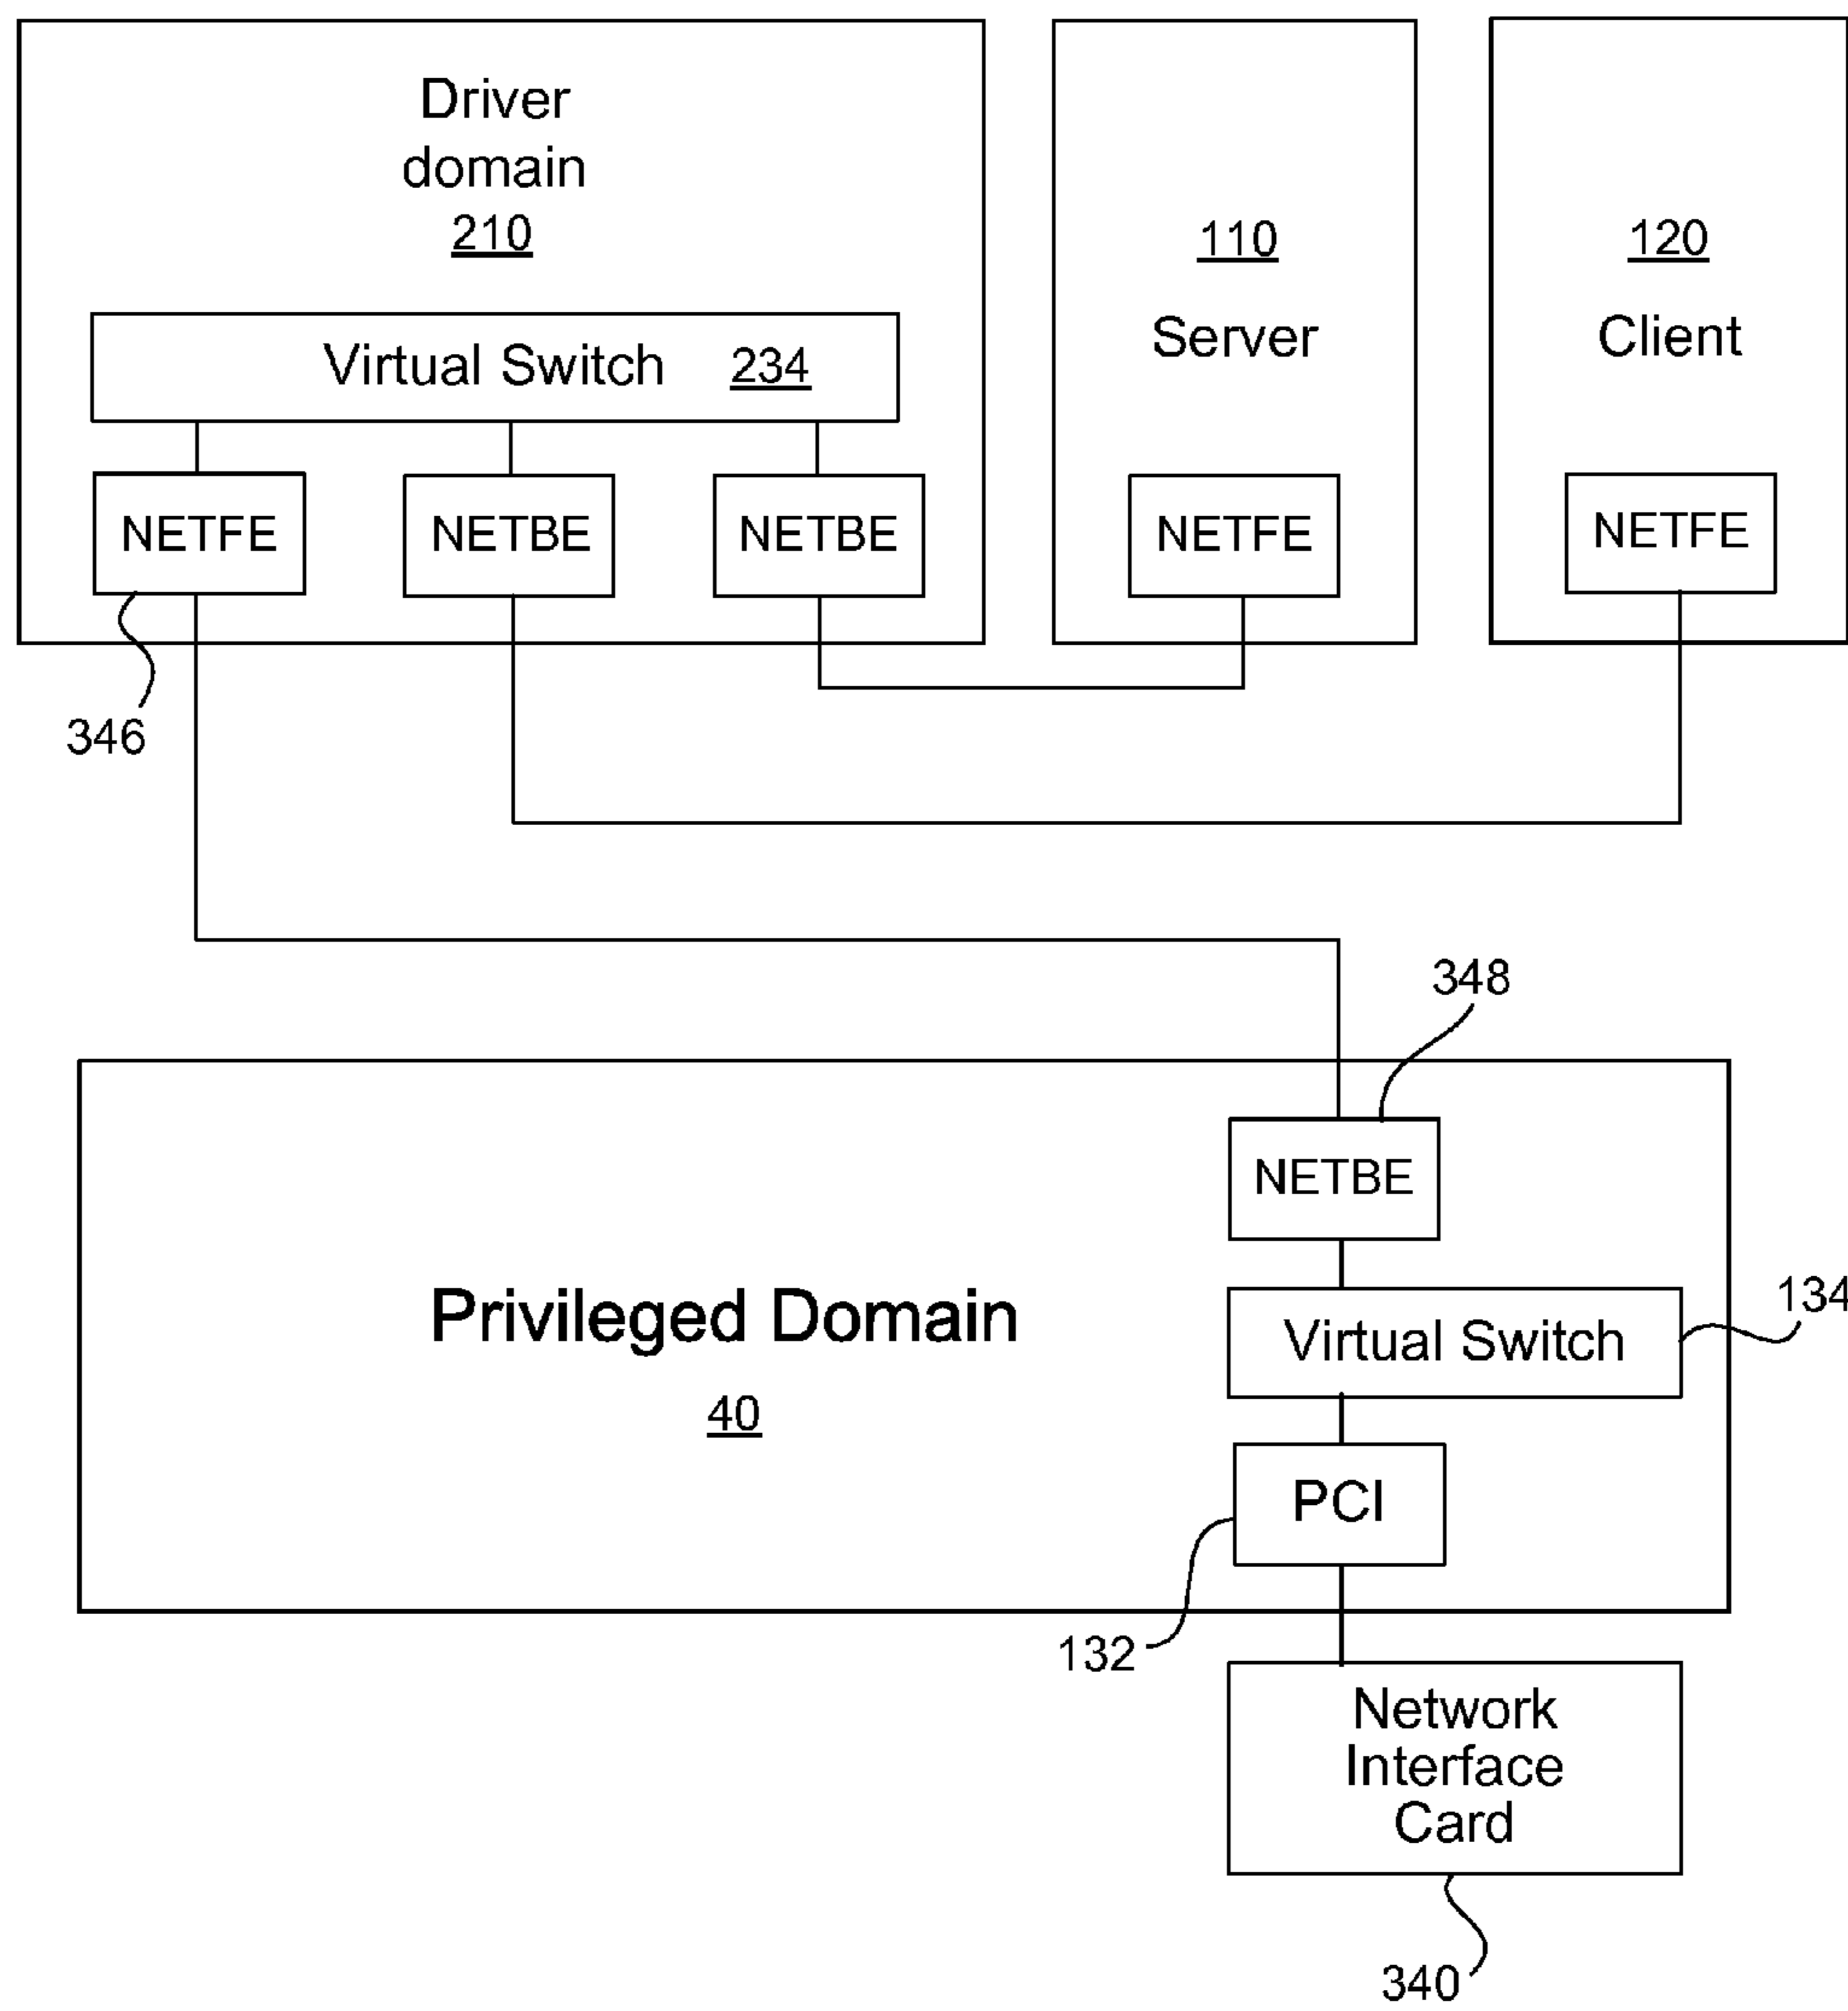 Driver
domain
210
Virtual Switch 234
NETFE
NETBE
NETBE
346
110
Server
NETFE
120
Client
NETFE
348
NETBE
Privileged Domain
40
Virtual Switch
134
PCI
132
Network
Interface
Card
340